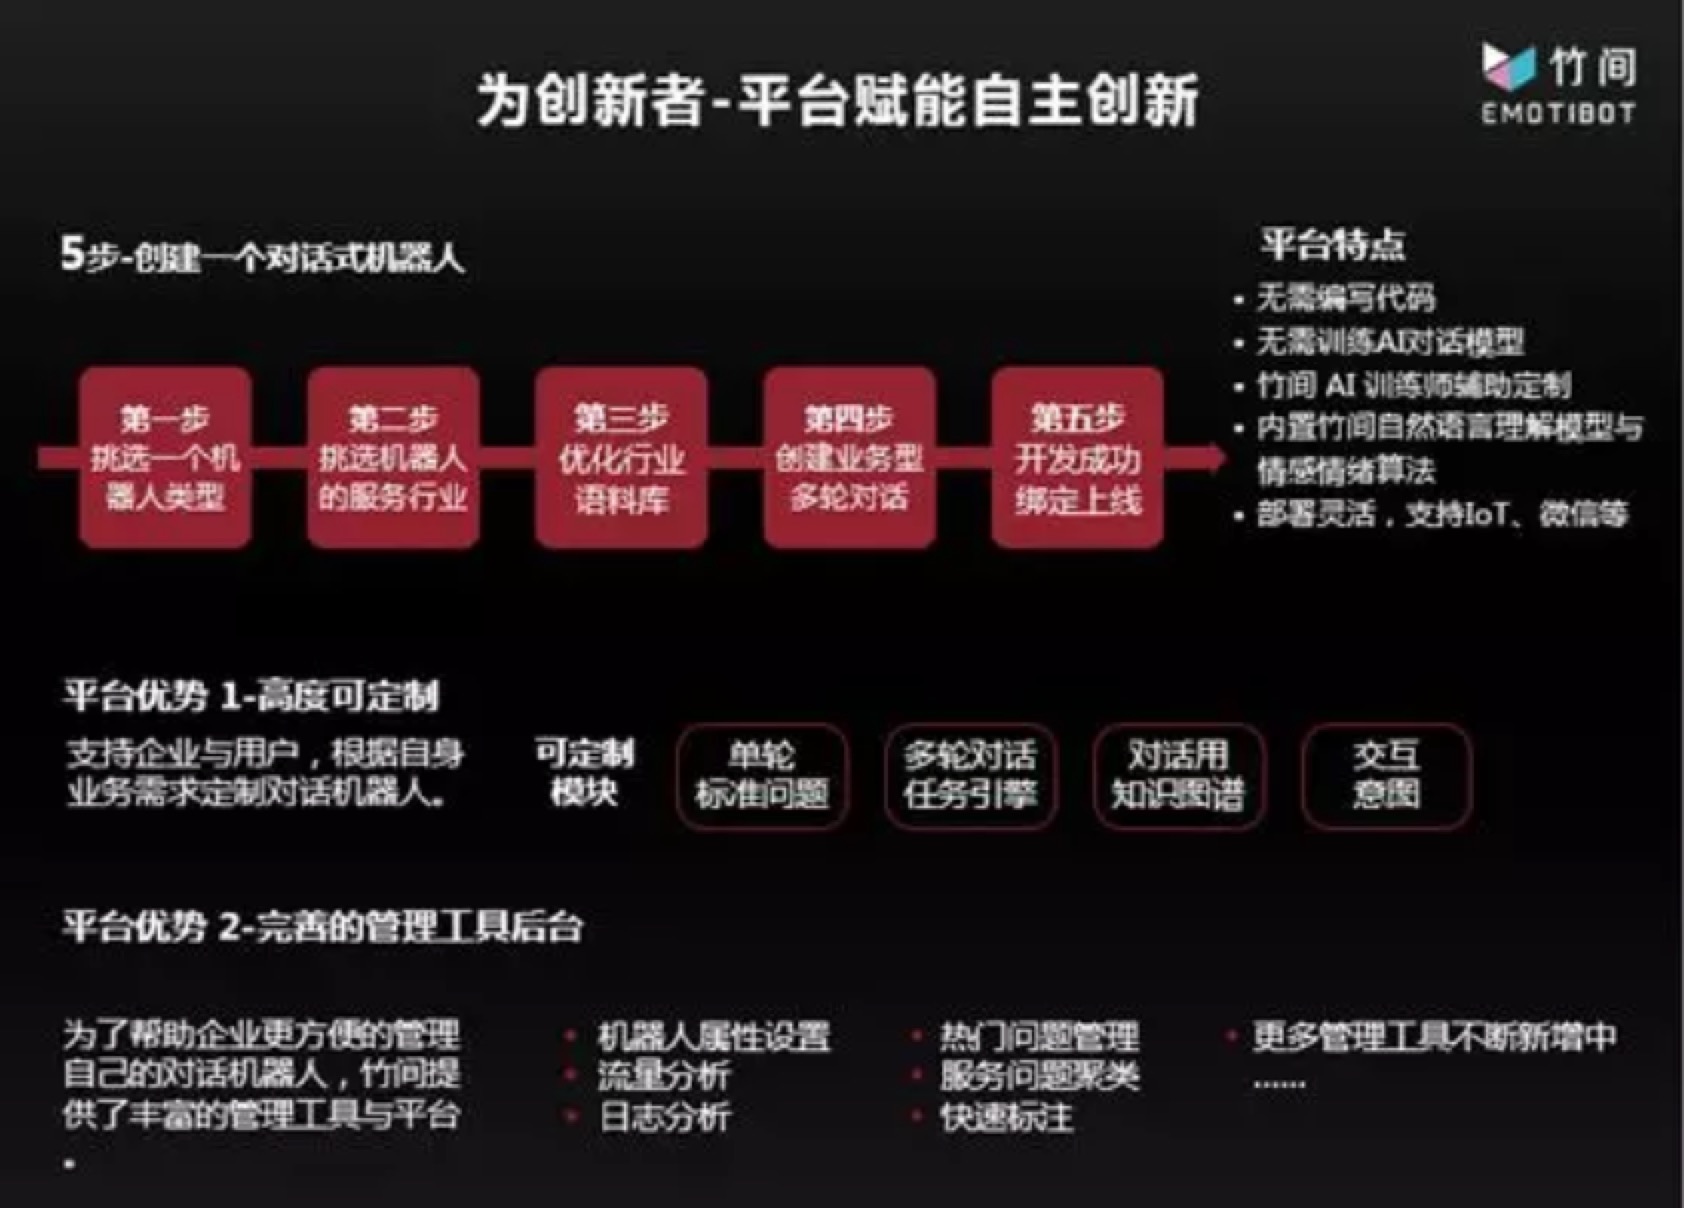 为创新者-平台赋能自主创新
竹间
EMOTIBOT
5步-创建一个对话式机器人
第一步
挑选一个机
器人类型
第二步
挑选机器人
的服务行业
第三步
优化行业
语料库
第四步
创建业务型
多轮对话
第五步
开发成功
绑定上线
平台特点
• 无需编写代码
• 无需训练AI对话模型
• 竹间 AI 训练师辅助定制
• 内置竹间自然语言理解模型与
情感情绪算法
• 部署灵活，支持IoT、微信等
平台优势 1-高度可定制
支持企业与用户，根据自身
业务需求定制对话机器人。
可定制
模块
单轮
标准问题
多轮对话
任务引擎
对话用
知识图谱
交互
意图
平台优势 2-完善的管理工具后台
为了帮助企业更方便的管理
自己的对话机器人，竹间提
供了丰富的管理工具与平台
。
• 机器人属性设置
• 流量分析
• 日志分析
• 热门问题管理
• 服务问题聚类
• 快速标注
• 更多管理工具不断新增中
......